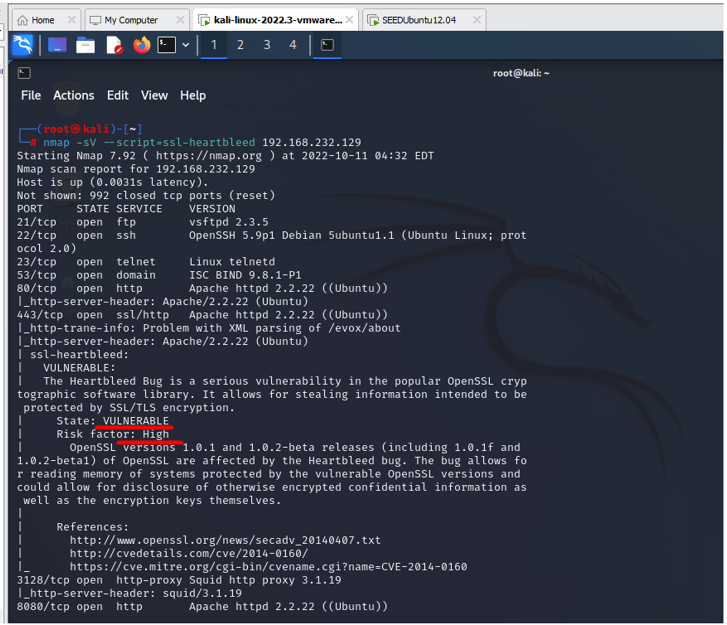 Home
My Computer
kali-linux-2022.3-vmware...
SEEDUbuntu12.04
1 2 3 4
root@kali: ~
File Actions Edit View Help
(root㉿kali)-[~]
# nmap -sV --script=ssl-heartbleed 192.168.232.129
Starting Nmap 7.92 ( https://nmap.org ) at 2022-10-11 04:32 EDT
Nmap scan report for 192.168.232.129
Host is up (0.0031s latency).
Not shown: 992 closed tcp ports (reset)
PORT     STATE SERVICE    VERSION
21/tcp   open  ftp        vsftpd 2.3.5
22/tcp   open  ssh        OpenSSH 5.9p1 Debian 5ubuntu1.1 (Ubuntu Linux; prot
ocol 2.0)
23/tcp   open  telnet     Linux telnetd
53/tcp   open  domain     ISC BIND 9.8.1-P1
80/tcp   open  http       Apache httpd 2.2.22 ((Ubuntu))
|_http-server-header: Apache/2.2.22 (Ubuntu)
443/tcp  open  ssl/http   Apache httpd 2.2.22 ((Ubuntu))
|_http-trane-info: Problem with XML parsing of /evox/about
|_http-server-header: Apache/2.2.22 (Ubuntu)
| ssl-heartbleed:
|   VULNERABLE:
|   The Heartbleed Bug is a serious vulnerability in the popular OpenSSL cryp
tographic software library. It allows for stealing information intended to be
 protected by SSL/TLS encryption.
|     State: VULNERABLE
|     Risk factor: High
|       OpenSSL versions 1.0.1 and 1.0.2-beta releases (including 1.0.1f and
1.0.2-beta1) of OpenSSL are affected by the Heartbleed bug. The bug allows fo
r reading memory of systems protected by the vulnerable OpenSSL versions and
could allow for disclosure of otherwise encrypted confidential information as
 well as the encryption keys themselves.
|
|     References:
|       http://www.openssl.org/news/secadv_20140407.txt
|       http://cvedetails.com/cve/2014-0160/
|_      https://cve.mitre.org/cgi-bin/cvename.cgi?name=CVE-2014-0160
3128/tcp open  http-proxy Squid http proxy 3.1.19
|_http-server-header: squid/3.1.19
8080/tcp open  http       Apache httpd 2.2.22 ((Ubuntu))